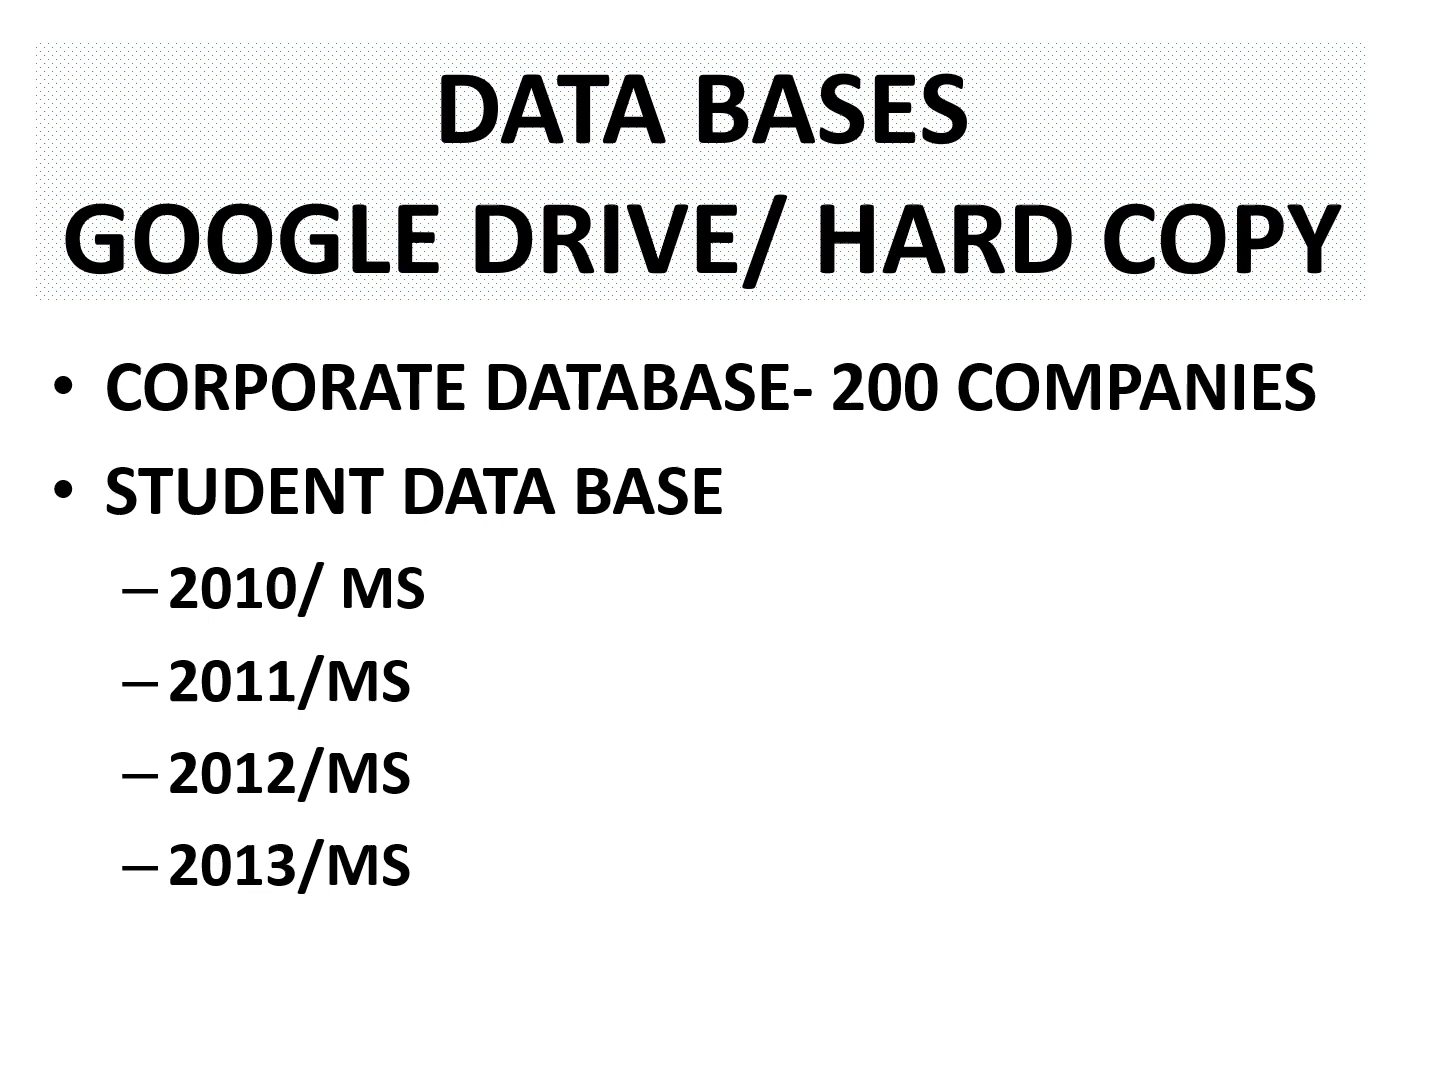 DATA BASES
GOOGLE DRIVE/ HARD COPY
• CORPORATE DATABASE- 200 COMPANIES
• STUDENT DATA BASE
– 2010/ MS
– 2011/MS
– 2012/MS
– 2013/MS